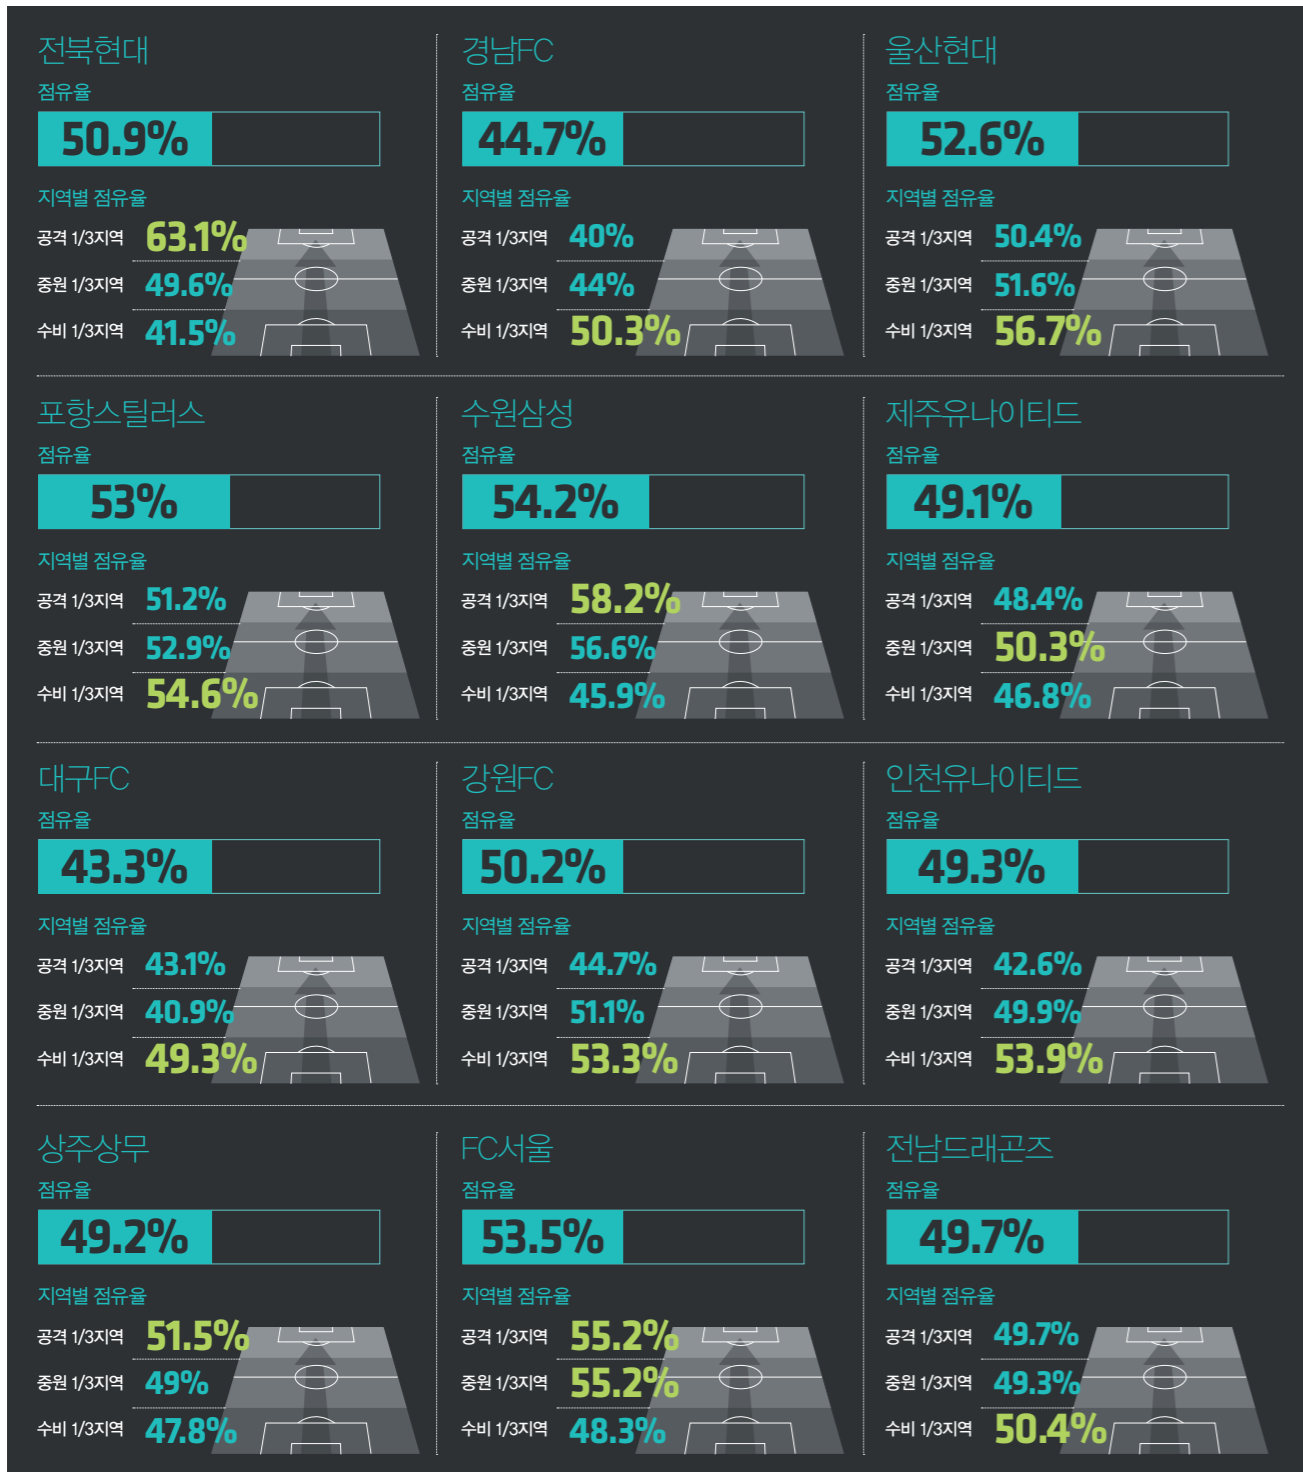 전북현대
점유율
50.9%
지역별 점유율
공격 1/3지역 63.1%
중원 1/3지역 49.6%
수비 1/3지역 41.5%
경남FC
점유율
44.7%
지역별 점유율
공격 1/3지역 40%
중원 1/3지역 44%
수비 1/3지역 50.3%
울산현대
점유율
52.6%
지역별 점유율
공격 1/3지역 50.4%
중원 1/3지역 51.6%
수비 1/3지역 56.7%
포항스틸러스
점유율
53%
지역별 점유율
공격 1/3지역 51.2%
중원 1/3지역 52.9%
수비 1/3지역 54.6%
수원삼성
점유율
54.2%
지역별 점유율
공격 1/3지역 58.2%
중원 1/3지역 56.6%
수비 1/3지역 45.9%
제주유나이티드
점유율
49.1%
지역별 점유율
공격 1/3지역 48.4%
중원 1/3지역 50.3%
수비 1/3지역 46.8%
대구FC
점유율
43.3%
지역별 점유율
공격 1/3지역 43.1%
중원 1/3지역 40.9%
수비 1/3지역 49.3%
강원FC
점유율
50.2%
지역별 점유율
공격 1/3지역 44.7%
중원 1/3지역 51.1%
수비 1/3지역 53.3%
인천유나이티드
점유율
49.3%
지역별 점유율
공격 1/3지역 42.6%
중원 1/3지역 49.9%
수비 1/3지역 53.9%
상주상무
점유율
49.2%
지역별 점유율
공격 1/3지역 51.5%
중원 1/3지역 49%
수비 1/3지역 47.8%
FC서울
점유율
53.5%
지역별 점유율
공격 1/3지역 55.2%
중원 1/3지역 55.2%
수비 1/3지역 48.3%
전남드래곤즈
점유율
49.7%
지역별 점유율
공격 1/3지역 49.7%
중원 1/3지역 49.3%
수비 1/3지역 50.4%